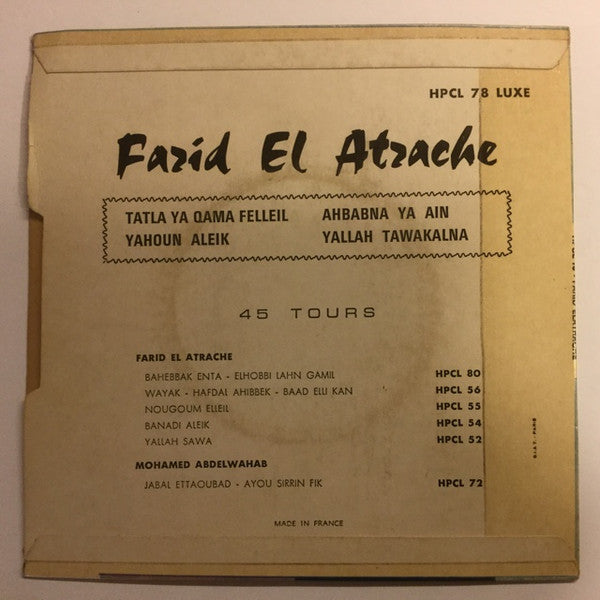 HPCL 78 LUXE
Farid El Atrache
TATLA YA QAMA FELLEIL AHBABNA YA AIN
YAHOUN ALEIK YALLAH TAWAKALNA
45 TOURS
FARID EL ATRACHE
BAHEBBAK ENTA - ELHOBBI LAHN GAMIL HPCL 80
WAYAK - HAFDAL AHIBBEK - BAAD ELLI KAN HPCL 56
NOUGOUM ELLEIL HPCL 55
BANADI ALEIK HPCL 54
YALLAH SAWA HPCL 52
MOHAMED ABDELWAHAB
JABAL ETTAOUBAD - AYOU SIRRIN FIK HPCL 72
MADE IN FRANCE
S.I.A.T. - PARIS